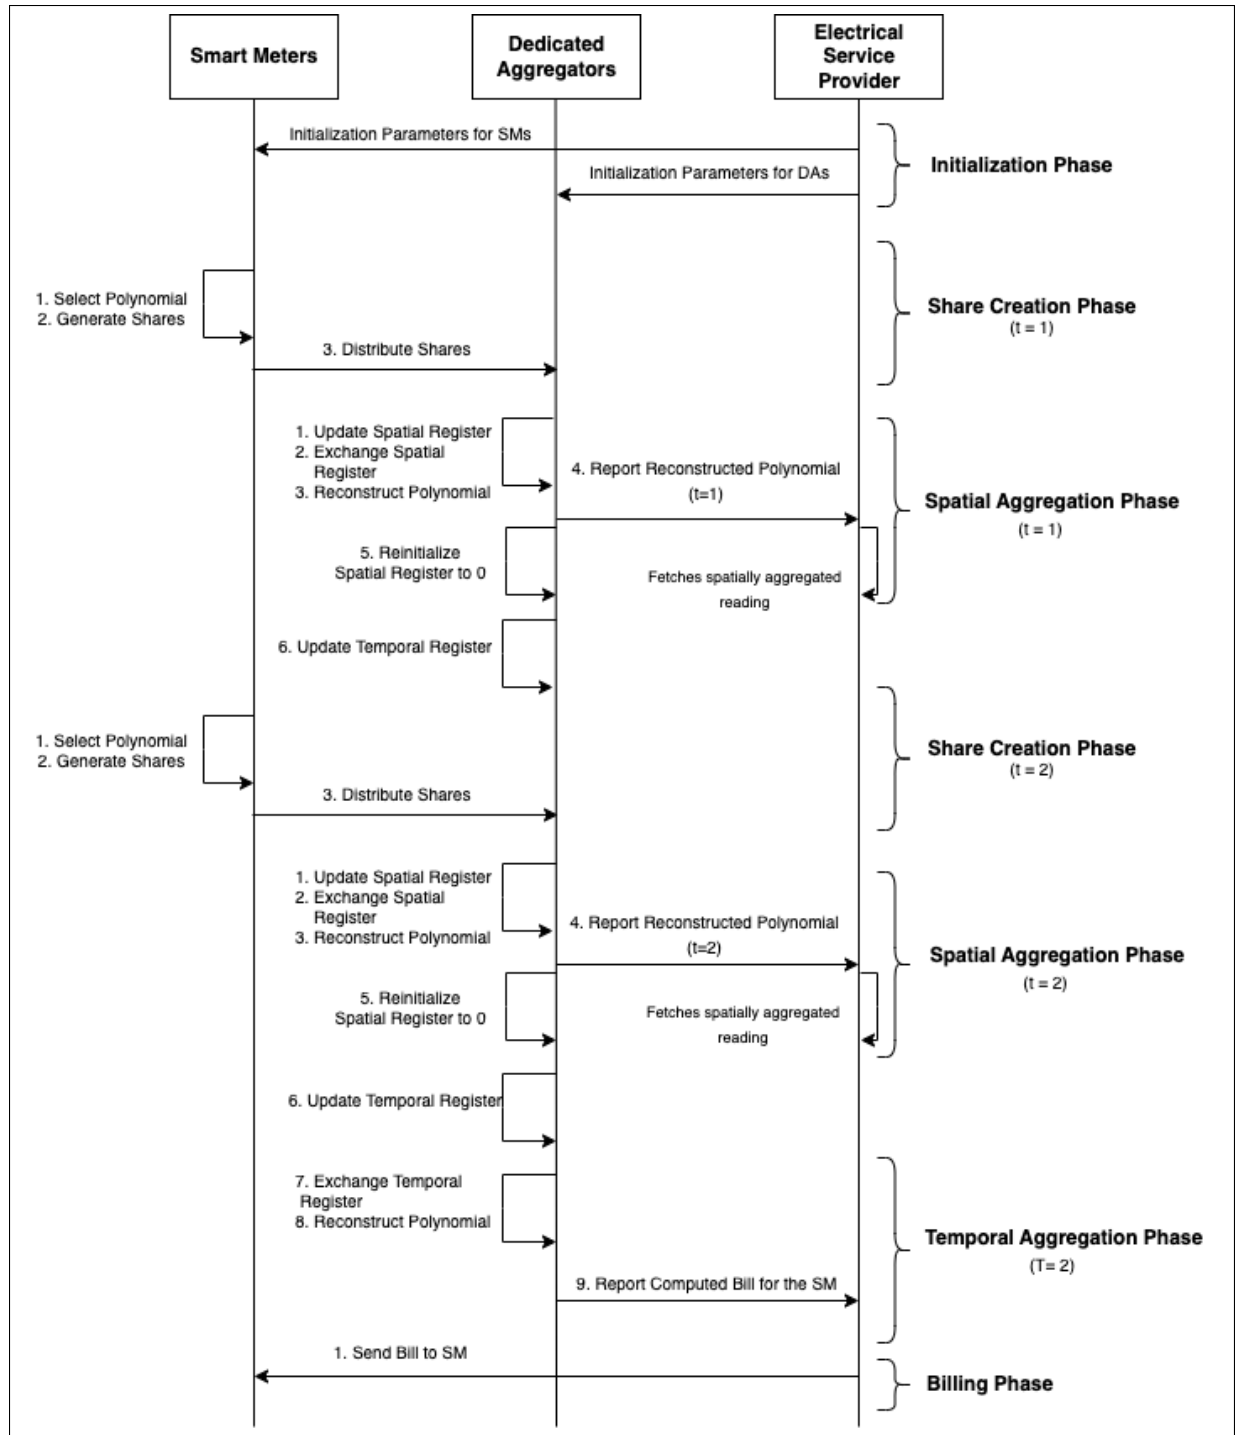 Smart Meters
Dedicated
Aggregators
Electrical
Service
Provider
Initialization Parameters for SMs
Initialization Phase
Initialization Parameters for DAs
Share Creation Phase
(t = 1)
1. Select Polynomial
2. Generate Shares
3. Distribute Shares
1. Update Spatial Register
2. Exchange Spatial
Register
3. Reconstruct Polynomial
4. Report Reconstructed Polynomial
(t=1)
Spatial Aggregation Phase
(t = 1)
5. Reinitialize
Spatial Register to 0
Fetches spatially aggregated
reading
6. Update Temporal Register
1. Select Polynomial
2. Generate Shares
Share Creation Phase
(t = 2)
3. Distribute Shares
1. Update Spatial Register
2. Exchange Spatial
Register
3. Reconstruct Polynomial
4. Report Reconstructed Polynomial
(t=2)
Spatial Aggregation Phase
(t = 2)
5. Reinitialize
Spatial Register to 0
Fetches spatially aggregated
reading
6. Update Temporal Register
7. Exchange Temporal
Register
8. Reconstruct Polynomial
Temporal Aggregation Phase
(T= 2)
9. Report Computed Bill for the SM
1. Send Bill to SM
Billing Phase